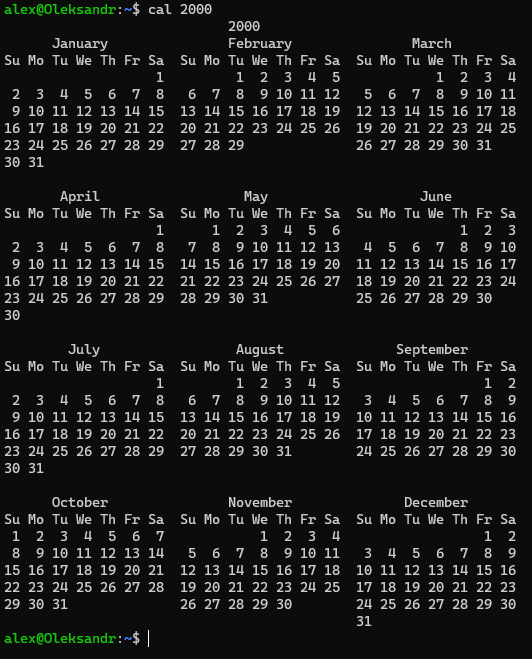 alex@Oleksandr:~$ cal 2000
                            2000
      January               February               March
Su Mo Tu We Th Fr Sa  Su Mo Tu We Th Fr Sa  Su Mo Tu We Th Fr Sa
                   1         1  2  3  4  5            1  2  3  4
 2  3  4  5  6  7  8   6  7  8  9 10 11 12   5  6  7  8  9 10 11
 9 10 11 12 13 14 15  13 14 15 16 17 18 19  12 13 14 15 16 17 18
16 17 18 19 20 21 22  20 21 22 23 24 25 26  19 20 21 22 23 24 25
23 24 25 26 27 28 29  27 28 29              26 27 28 29 30 31
30 31

       April                  May                   June
Su Mo Tu We Th Fr Sa  Su Mo Tu We Th Fr Sa  Su Mo Tu We Th Fr Sa
                   1      1  2  3  4  5  6               1  2  3
 2  3  4  5  6  7  8   7  8  9 10 11 12 13   4  5  6  7  8  9 10
 9 10 11 12 13 14 15  14 15 16 17 18 19 20  11 12 13 14 15 16 17
16 17 18 19 20 21 22  21 22 23 24 25 26 27  18 19 20 21 22 23 24
23 24 25 26 27 28 29  28 29 30 31           25 26 27 28 29 30
30

        July                 August              September
Su Mo Tu We Th Fr Sa  Su Mo Tu We Th Fr Sa  Su Mo Tu We Th Fr Sa
                   1         1  2  3  4  5                  1  2
 2  3  4  5  6  7  8   6  7  8  9 10 11 12   3  4  5  6  7  8  9
 9 10 11 12 13 14 15  13 14 15 16 17 18 19  10 11 12 13 14 15 16
16 17 18 19 20 21 22  20 21 22 23 24 25 26  17 18 19 20 21 22 23
23 24 25 26 27 28 29  27 28 29 30 31        24 25 26 27 28 29 30
30 31

      October               November              December
Su Mo Tu We Th Fr Sa  Su Mo Tu We Th Fr Sa  Su Mo Tu We Th Fr Sa
 1  2  3  4  5  6  7            1  2  3  4                  1  2
 8  9 10 11 12 13 14   5  6  7  8  9 10 11   3  4  5  6  7  8  9
15 16 17 18 19 20 21  12 13 14 15 16 17 18  10 11 12 13 14 15 16
22 23 24 25 26 27 28  19 20 21 22 23 24 25  17 18 19 20 21 22 23
29 30 31              26 27 28 29 30        24 25 26 27 28 29 30
                                            31
alex@Oleksandr:~$